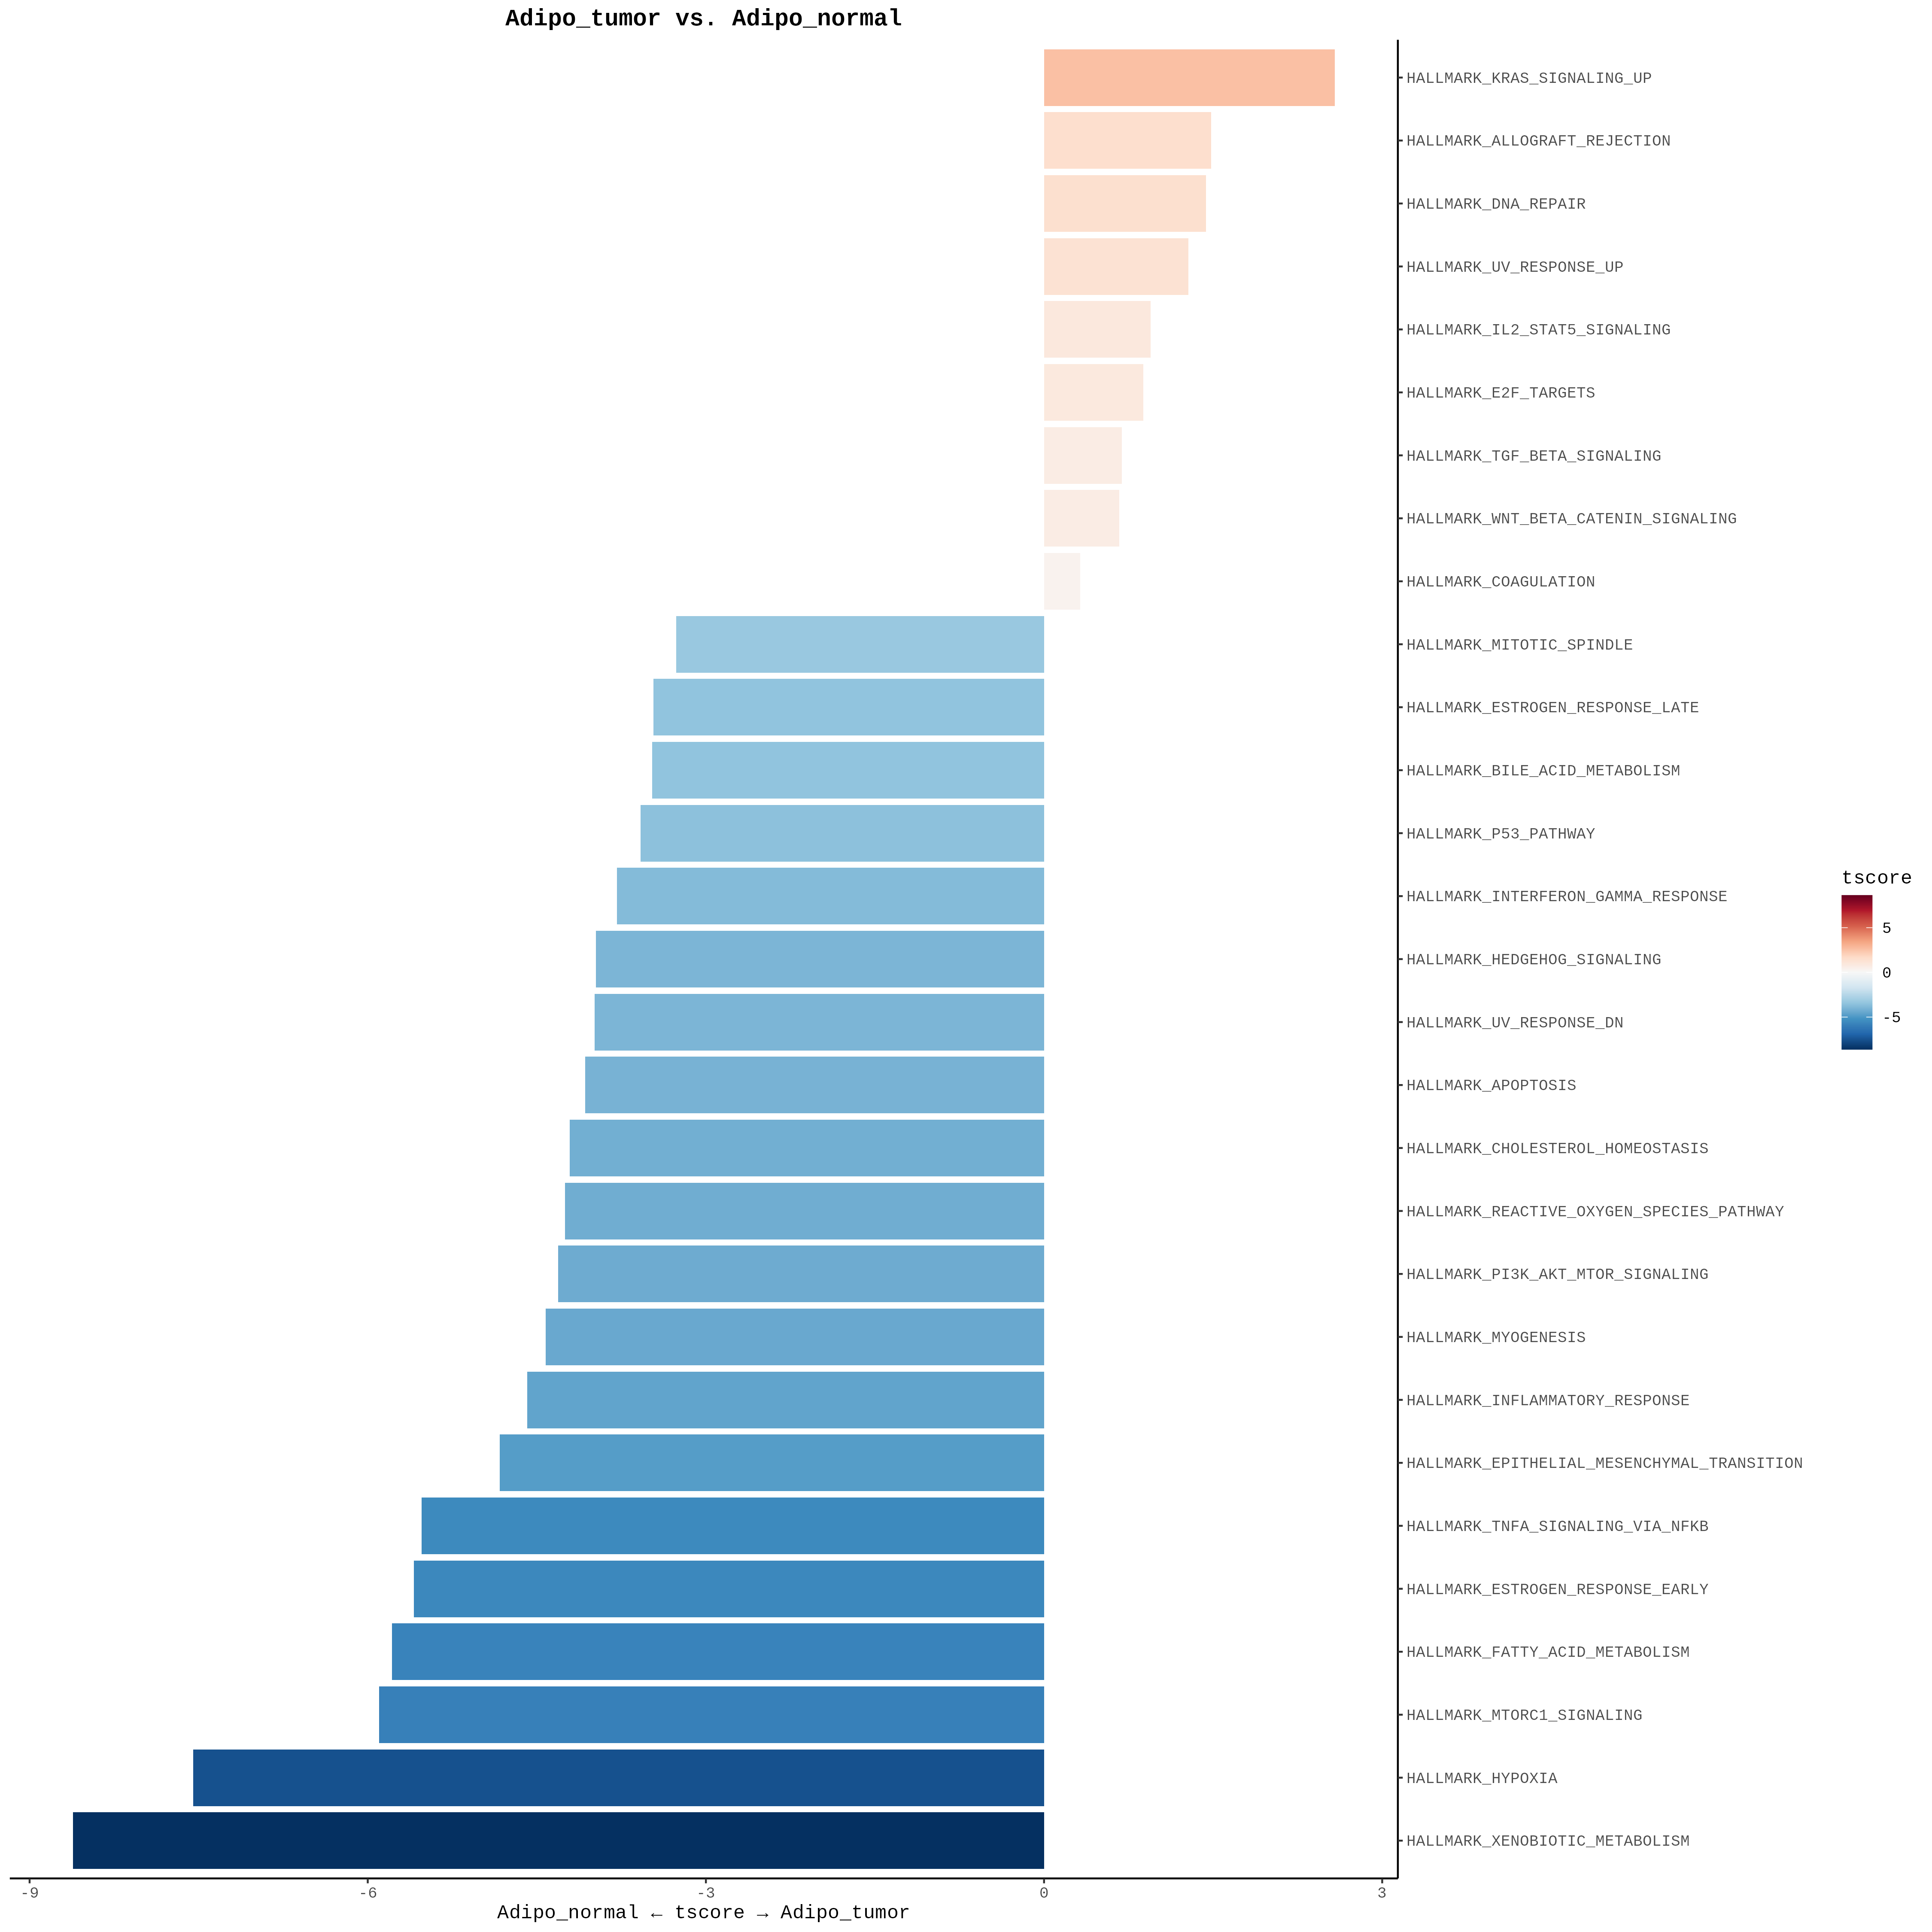 Adipo_tumor vs. Adipo_normal
HALLMARK_KRAS_SIGNALING_UP
HALLMARK_ALLOGRAFT_REJECTION
HALLMARK_DNA_REPAIR
HALLMARK_UV_RESPONSE_UP
HALLMARK_IL2_STAT5_SIGNALING
HALLMARK_E2F_TARGETS
HALLMARK_TGF_BETA_SIGNALING
HALLMARK_WNT_BETA_CATENIN_SIGNALING
HALLMARK_COAGULATION
HALLMARK_MITOTIC_SPINDLE
HALLMARK_ESTROGEN_RESPONSE_LATE
HALLMARK_BILE_ACID_METABOLISM
HALLMARK_P53_PATHWAY
HALLMARK_INTERFERON_GAMMA_RESPONSE
HALLMARK_HEDGEHOG_SIGNALING
HALLMARK_UV_RESPONSE_DN
HALLMARK_APOPTOSIS
HALLMARK_CHOLESTEROL_HOMEOSTASIS
HALLMARK_REACTIVE_OXYGEN_SPECIES_PATHWAY
HALLMARK_PI3K_AKT_MTOR_SIGNALING
HALLMARK_MYOGENESIS
HALLMARK_INFLAMMATORY_RESPONSE
HALLMARK_EPITHELIAL_MESENCHYMAL_TRANSITION
HALLMARK_TNFA_SIGNALING_VIA_NFKB
HALLMARK_ESTROGEN_RESPONSE_EARLY
HALLMARK_FATTY_ACID_METABOLISM
HALLMARK_MTORC1_SIGNALING
HALLMARK_HYPOXIA
HALLMARK_XENOBIOTIC_METABOLISM
-9 -6 -3 0 3
Adipo_normal ← tscore → Adipo_tumor
tscore
5
0
-5